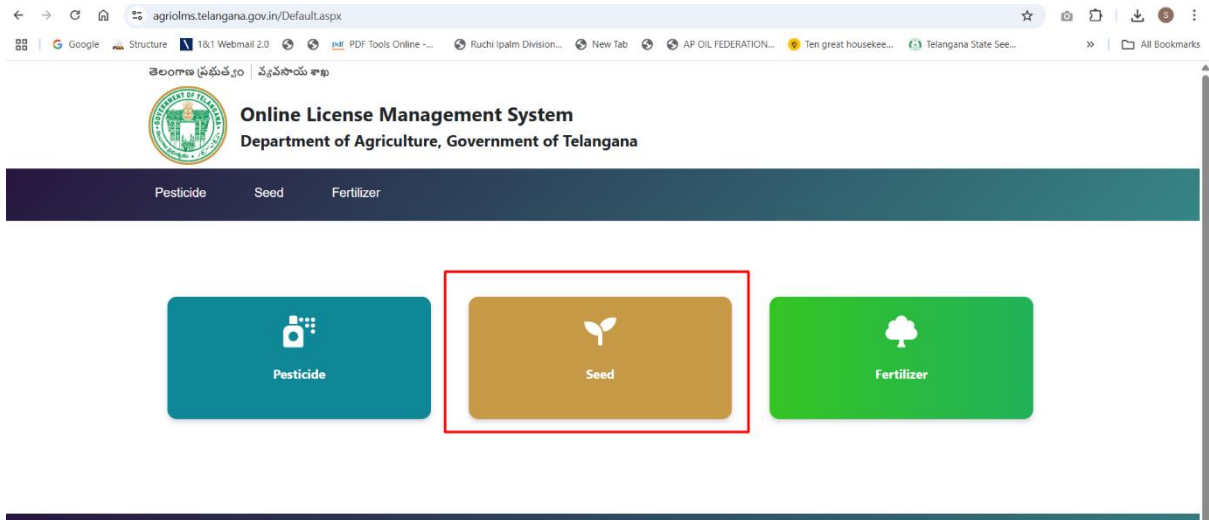 agriolms.telangana.gov.in/Default.aspx
Google Structure 1&1 Webmail 2.0 pdf PDF Tools Online -... Ruchi Ipalm Division... New Tab AP OIL FEDERATION... Ten great housekee... Telangana State See... » All Bookmarks
తెలంగాణ ప్రభుత్వం | వ్యవసాయ శాఖ
Online License Management System
Department of Agriculture, Government of Telangana
Pesticide Seed Fertilizer
Pesticide Seed Fertilizer